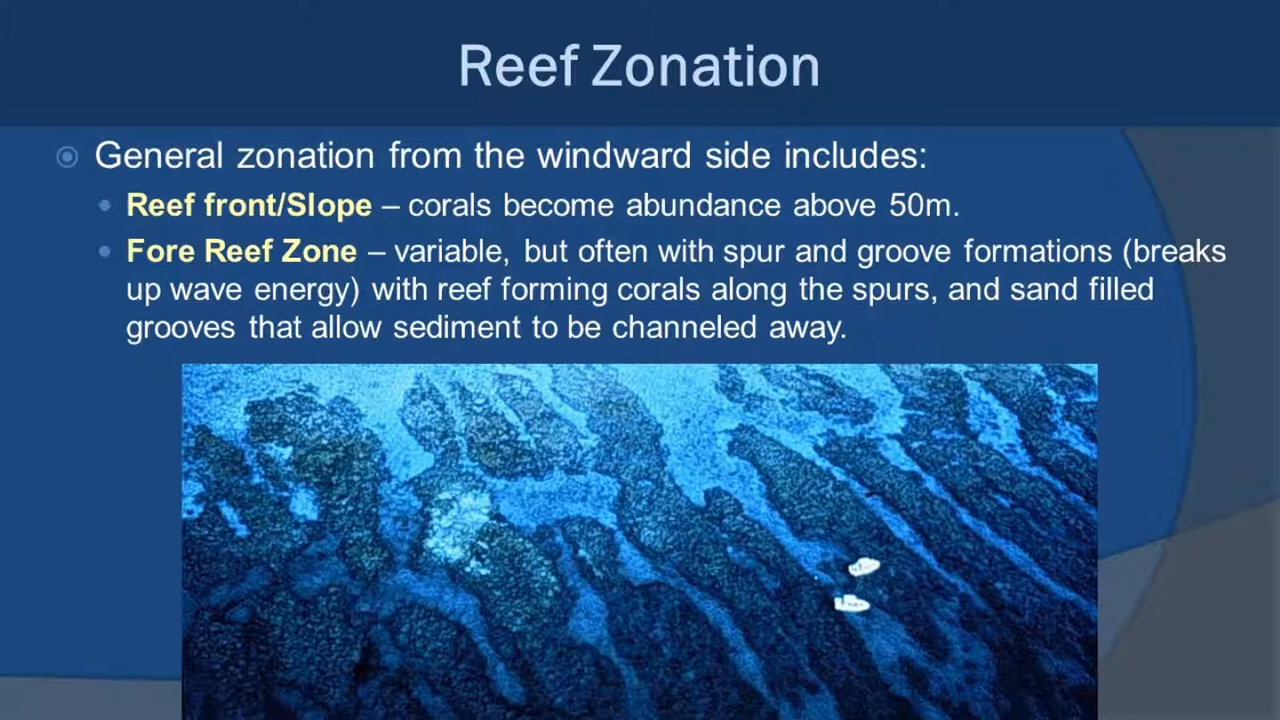 Reef Zonation
General zonation from the windward side includes:
Reef front/Slope – corals become abundance above 50m.
Fore Reef Zone – variable, but often with spur and groove formations (breaks
up wave energy) with reef forming corals along the spurs, and sand filled
grooves that allow sediment to be channeled away.